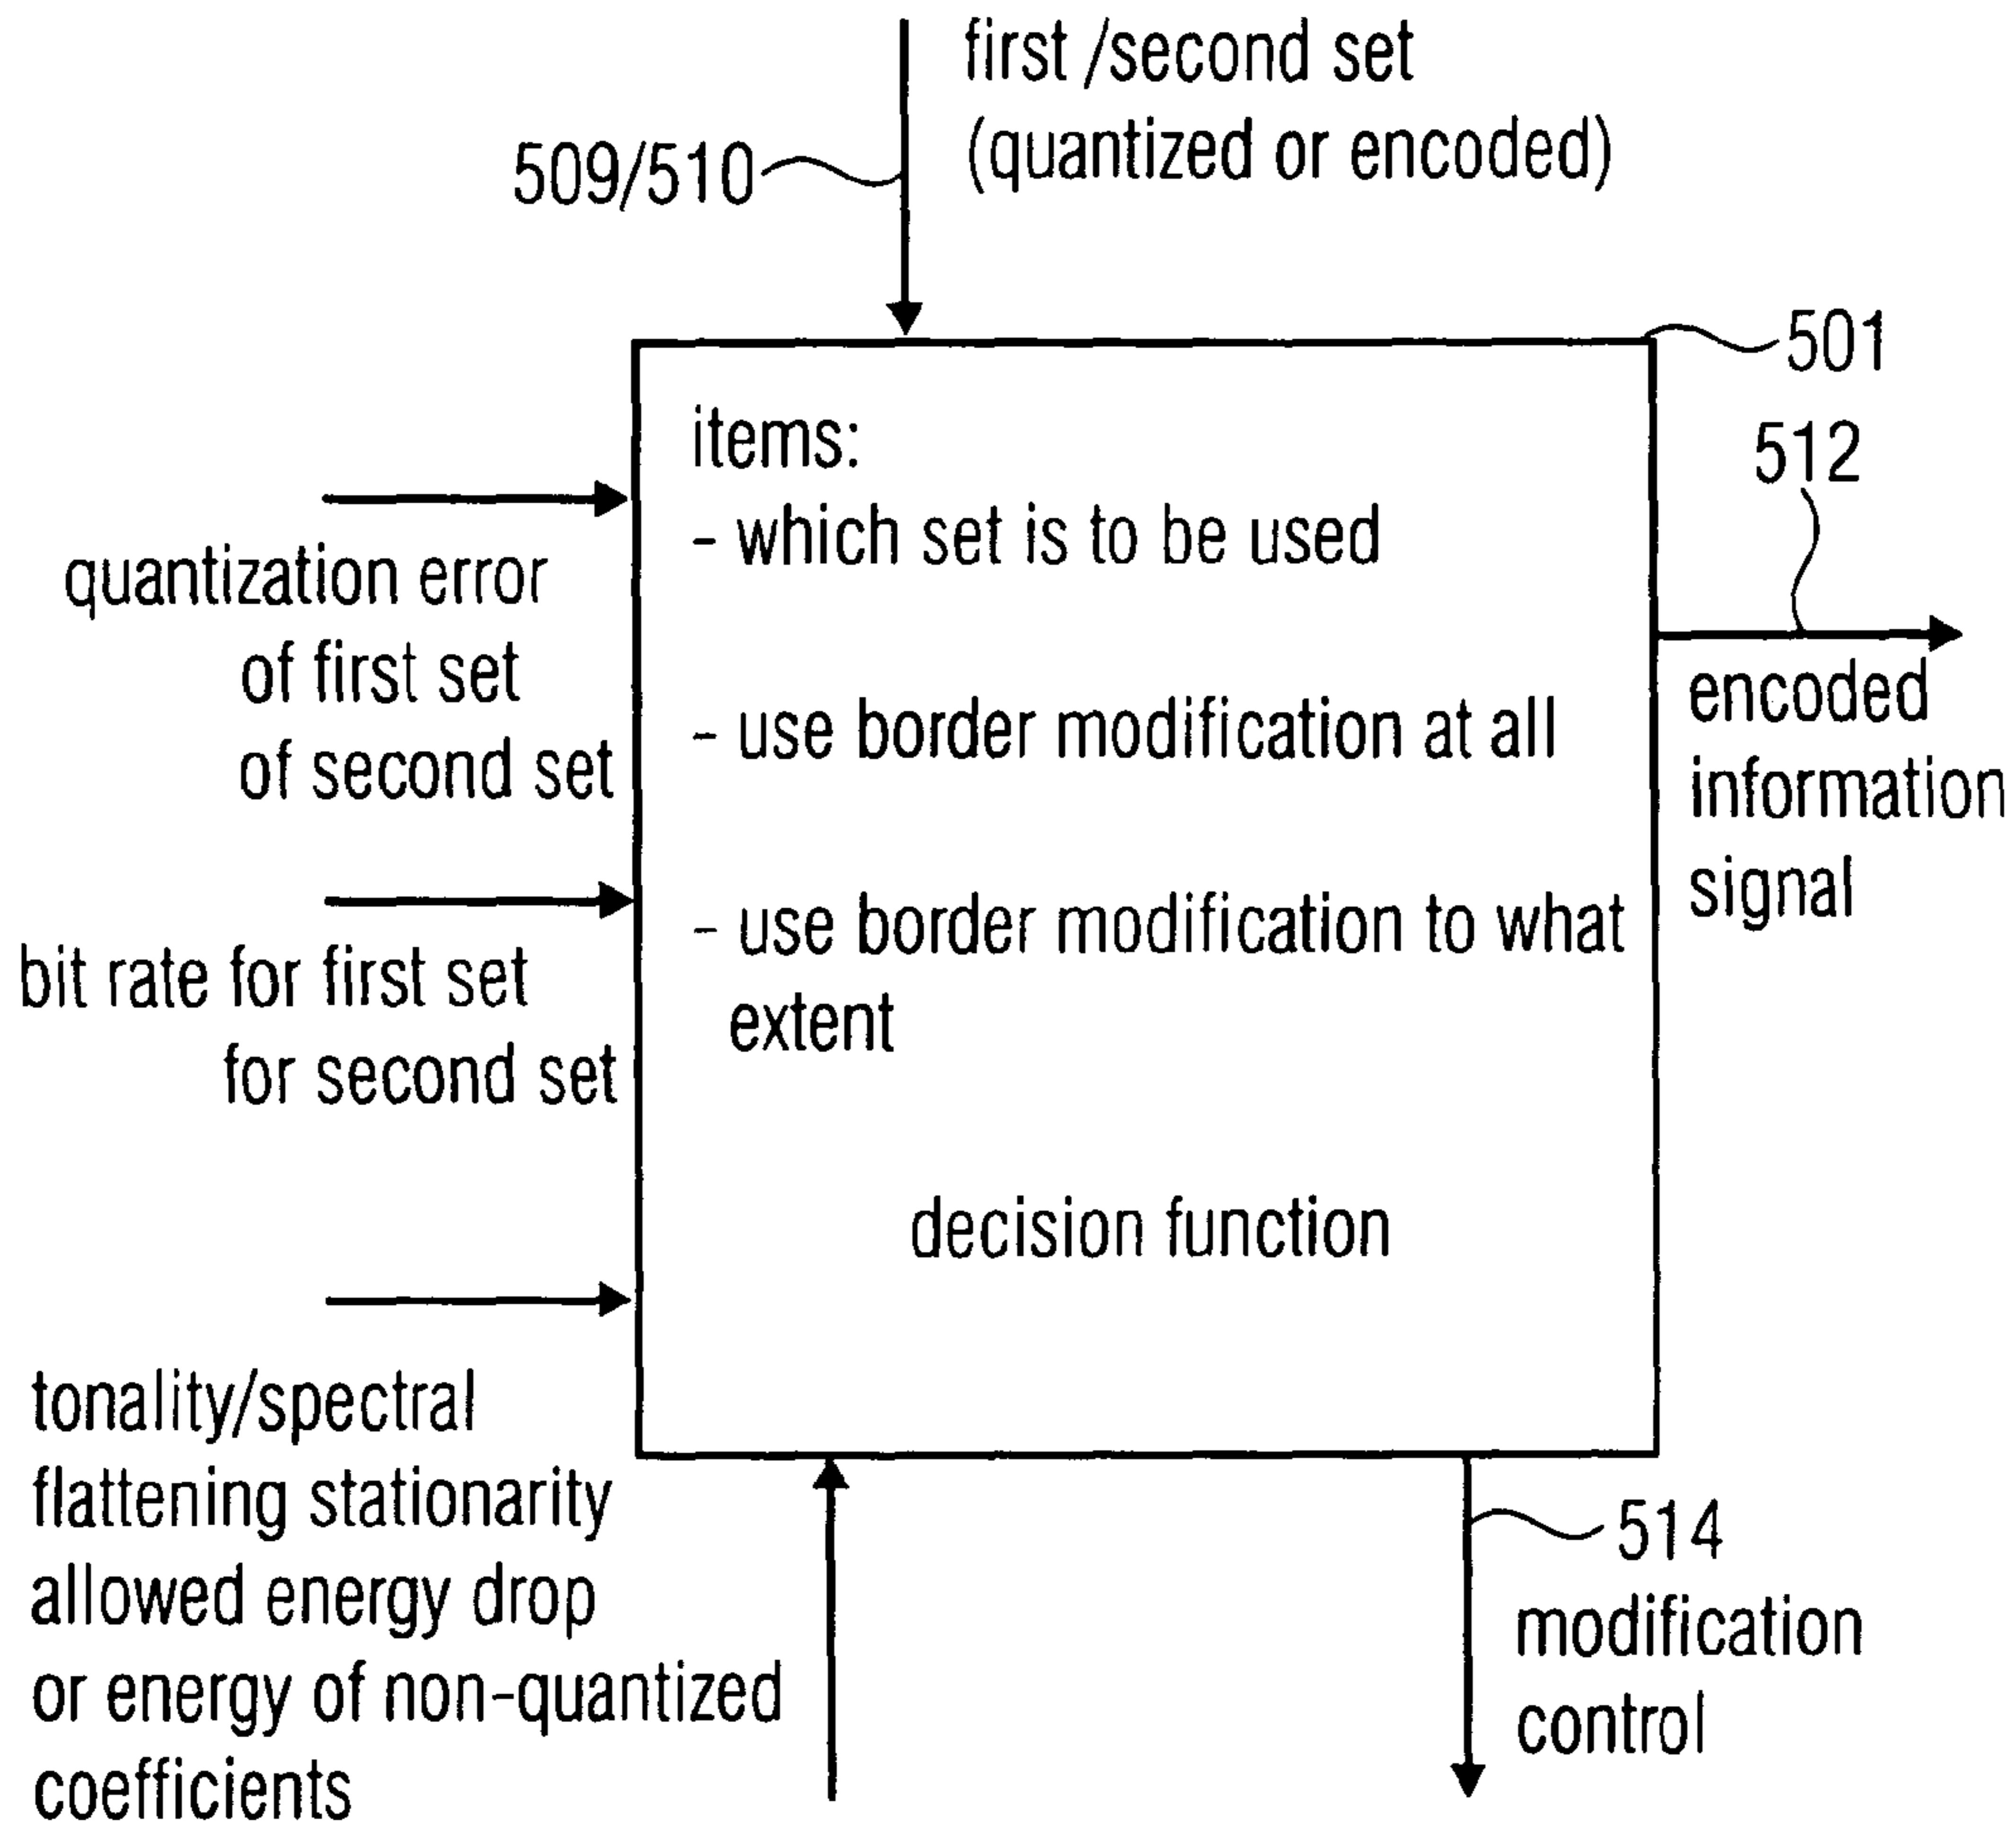 first /second set
(quantized or encoded)
509/510
501
512
items:
- which set is to be used
- use border modification at all
- use border modification to what
extent
decision function
quantization error
of first set
of second set
bit rate for first set
for second set
tonality/spectral
flattening stationarity
allowed energy drop
or energy of non-quantized
coefficients
encoded
information
signal
514
modification
control